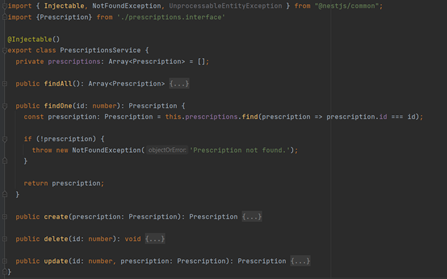 import { Injectable, NotFoundException, UnprocessableEntityException } from "@nestjs/common";
import {Prescription} from './prescriptions.interface'
@Injectable()
export class PrescriptionsService {
private prescriptions: Array<Prescription> = [];
public findAll(): Array<Prescription> {...}
public findOne(id: number): Prescription {
const prescription: Prescription = this.prescriptions.find(prescription => prescription.id === id);
if (!prescription) {
throw new NotFoundException( objectOrError: 'Prescription not found.');
}
return prescription;
}
public create(prescription: Prescription): Prescription {...}
public delete(id: number): void {...}
public update(id: number, prescription: Prescription): Prescription {...}
}